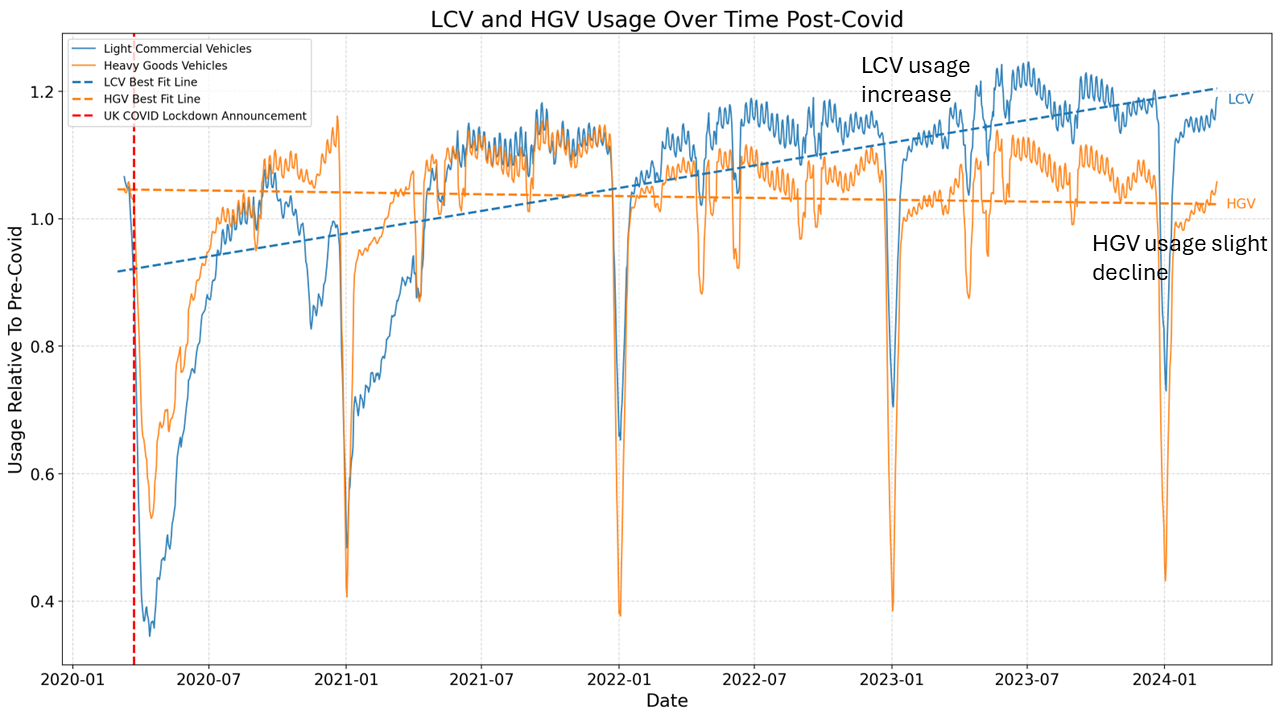 LCV and HGV Usage Over Time Post-Covid
Light Commercial Vehicles
Heavy Goods Vehicles
LCV Best Fit Line
HGV Best Fit Line
UK COVID Lockdown Announcement
LCV usage
increase
LCV
HGV
HGV usage slight
decline
Usage Relative To Pre-Covid
1.2
1.0
0.8
0.6
0.4
2020-01
2020-07
2021-01
2021-07
2022-01
2022-07
2023-01
2023-07
2024-01
Date